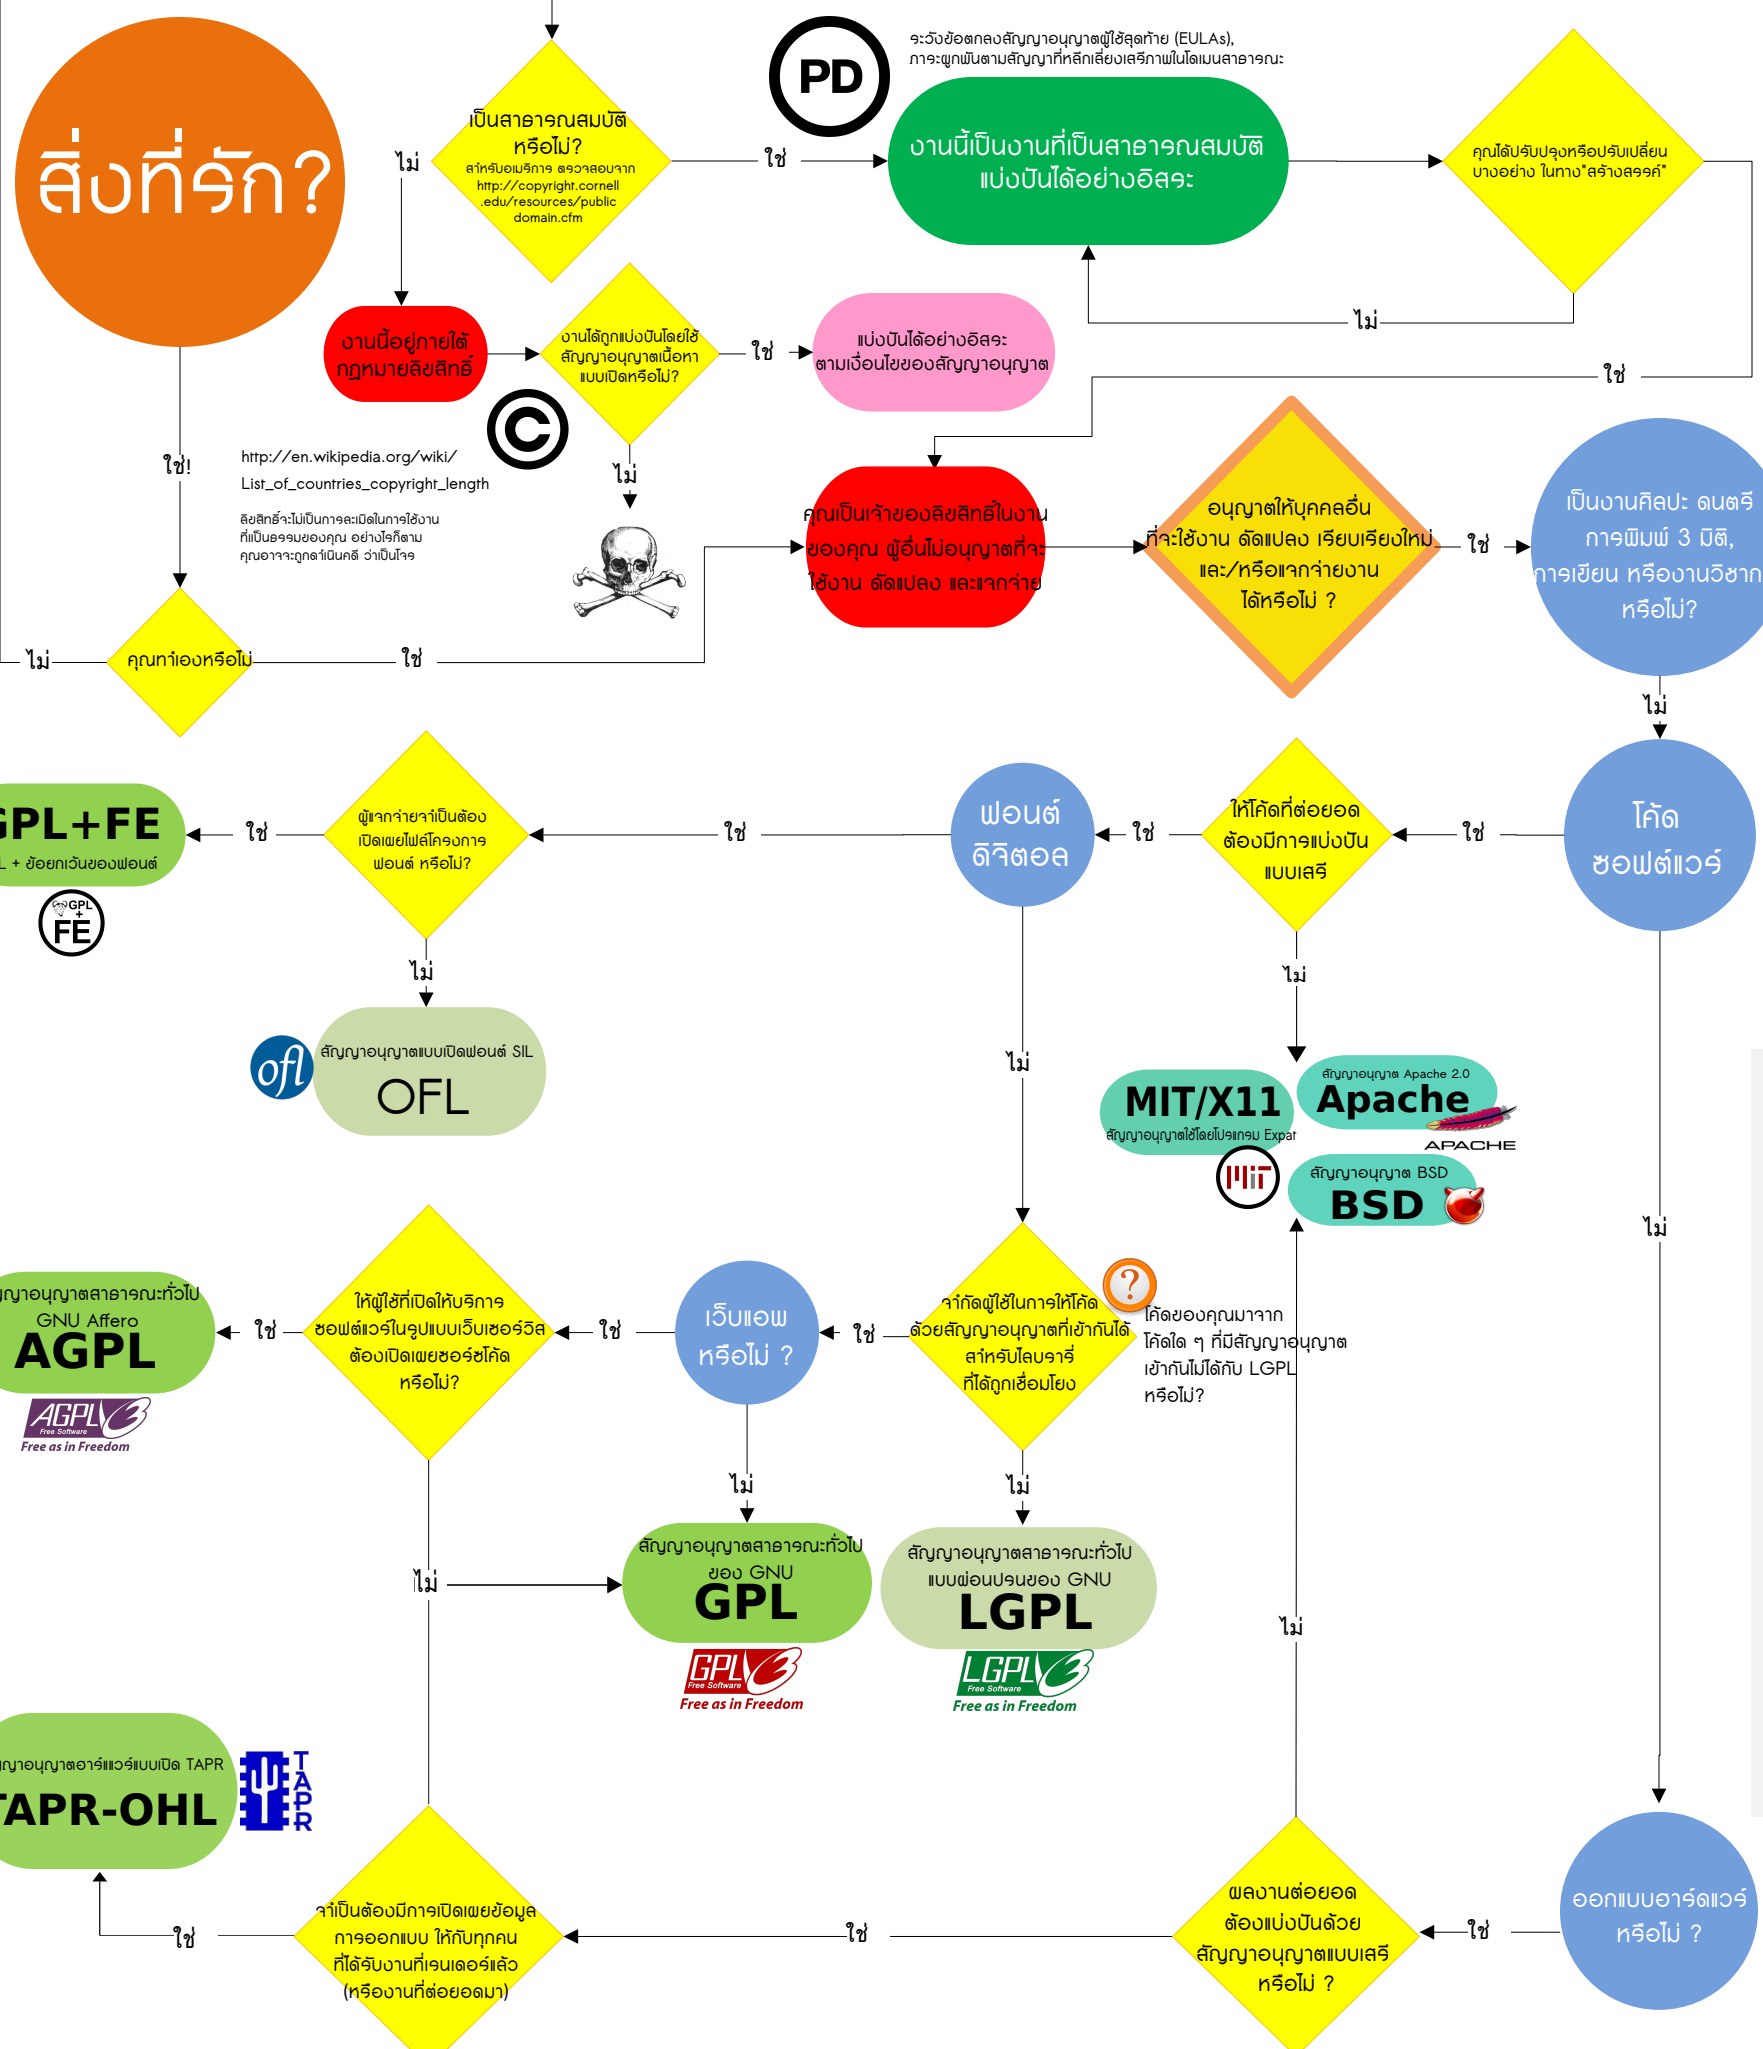 สิ่งที่รัก?
ใช่!
http://en.wikipedia.org/wiki/
List_of_countries_copyright_length
ลิขสิทธิ์จะไม่เป็นการละเมิดในการใช้งาน
ที่เป็นธรรมของคุณ อย่างไรก็ตาม
คุณอาจจะถูกดำเนินคดี ว่าเป็นโจร
คุณทำเองหรือไม่
ไม่
ใช่
เป็นสาธารณสมบัติ
หรือไม่?
สำหรับอเมริการ ตรวจสอบจาก
http://copyright.cornell
.edu/resources/public
domain.cfm
ไม่
ใช่
PD
ระวังข้อตกลงสัญญาอนุญาตผู้ใช้สุดท้าย (EULAs),
ภาระผูกพันตามสัญญาที่หลีกเลี่ยงเสรีภาพในโดเมนสาธารณะ
งานนี้เป็นงานที่เป็นสาธารณสมบัติ
แบ่งปันได้อย่างอิสระ
คุณได้ปรับปรุงหรือปรับเปลี่ยน
บางอย่าง ในทาง"สร้างสรรค์"
ไม่
ใช่
งานนี้อยู่ภายใต้
กฎหมายลิขสิทธิ์
C
งานได้ถูกแบ่งปันโดยใช้
สัญญาอนุญาตเนื้อหา
แบบเปิดหรือไม่?
ใช่
ไม่
แบ่งปันได้อย่างอิสระ
ตามเงื่อนไขของสัญญาอนุญาต
คุณเป็นเจ้าของลิขสิทธิ์ในงาน
ของคุณ ผู้อื่นไม่อนุญาตที่จะ
ใช้งาน ดัดแปลง และแจกจ่าย
อนุญาตให้บุคคลอื่น
ที่จะใช้งาน ดัดแปลง เรียบเรียงใหม่
และ/หรือแจกจ่ายงาน
ได้หรือไม่ ?
ใช่
เป็นงานศิลปะ ดนตรี
การพิมพ์ 3 มิติ,
การเขียน หรืองานวิชาก
หรือไม่?
ไม่
โค้ด
ซอฟต์แวร์
ใช่
ไม่
ให้โค้ดที่ต่อยอด
ต้องมีการแบ่งปัน
แบบเสรี
ใช่
ไม่
ฟอนต์
ดิจิตอล
ใช่
ไม่
ผู้แจกจ่ายจำเป็นต้อง
เปิดเผยไฟล์โครงการ
ฟอนต์ หรือไม่?
ใช่
ไม่
GPL+FE
L + ข้อยกเว้นของฟอนต์
GPL
+
FE
ofl
สัญญาอนุญาตแบบเปิดฟอนต์ SIL
OFL
MIT/X11
สัญญาอนุญาตใช้โดยโปรแกรม Expat
MIT
สัญญาอนุญาต Apache 2.0
Apache
APACHE
สัญญาอนุญาต BSD
BSD
?
โค้ดของคุณมาจาก
โค้ดใด ๆ ที่มีสัญญาอนุญาต
เข้ากันไม่ได้กับ LGPL
หรือไม่?
จำกัดผู้ใช้ในการให้โค้ด
ด้วยสัญญาอนุญาตที่เข้ากันได้
สำหรับไลบรารี่
ที่ได้ถูกเชื่อมโยง
ใช่
ไม่
เว็บแอพ
หรือไม่ ?
ใช่
ไม่
ให้ผู้ใช้ที่เปิดให้บริการ
ซอฟต์แวร์ในรูปแบบเว็บเซอร์วิส
ต้องเปิดเผยซอร์ซโค้ด
หรือไม่?
ใช่
ไม่
ญญาอนุญาตสาธารณะทั่วไป
GNU Affero
AGPL
AGPL 3
Free Software
Free as in Freedom
สัญญาอนุญาตสาธารณะทั่วไป
ของ GNU
GPL
GPL 3
Free Software
Free as in Freedom
สัญญาอนุญาตสาธารณะทั่วไป
แบบผ่อนปรนของ GNU
LGPL
LGPL 3
Free Software
Free as in Freedom
ไม่
ออกแบบฮาร์ดแวร์
หรือไม่ ?
ใช่
ผลงานต่อยอด
ต้องแบ่งปันด้วย
สัญญาอนุญาตแบบเสรี
หรือไม่ ?
ใช่
จำเป็นต้องมีการเปิดเผยข้อมูล
การออกแบบ ให้กับทุกคน
ที่ได้รับงานที่เรนเดอร์แล้ว
(หรืองานที่ต่อยอดมา)
ใช่
ญญาอนุญาตฮาร์แแวร์แบบเปิด TAPR
TAPR-OHL
TAPR